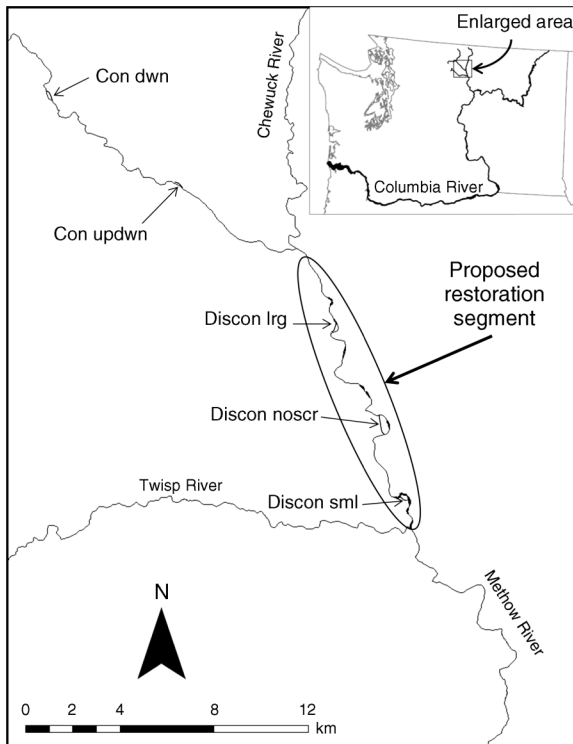 Enlarged area
Con dwn
Chewuck River
Columbia River
Con updwn
Proposed
restoration
segment
Discon lrg
Discon noscr
Twisp River
Discon sml
Methow River
N
0 2 4 8 12
km